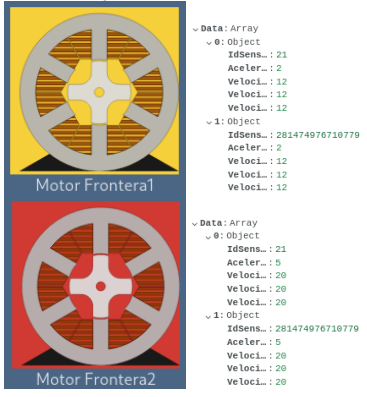 Data: Array
0: Object
IdSens…: 21
Aceler…: 2
Veloci…: 12
Veloci…: 12
Veloci…: 12
1: Object
IdSens…: 281474976710779
Aceler…: 2
Veloci…: 12
Veloci…: 12
Veloci…: 12
Motor Frontera1
Data: Array
0: Object
IdSens…: 21
Aceler…: 5
Veloci…: 20
Veloci…: 20
Veloci…: 20
1: Object
IdSens…: 281474976710779
Aceler…: 5
Veloci…: 20
Veloci…: 20
Veloci…: 20
Motor Frontera2